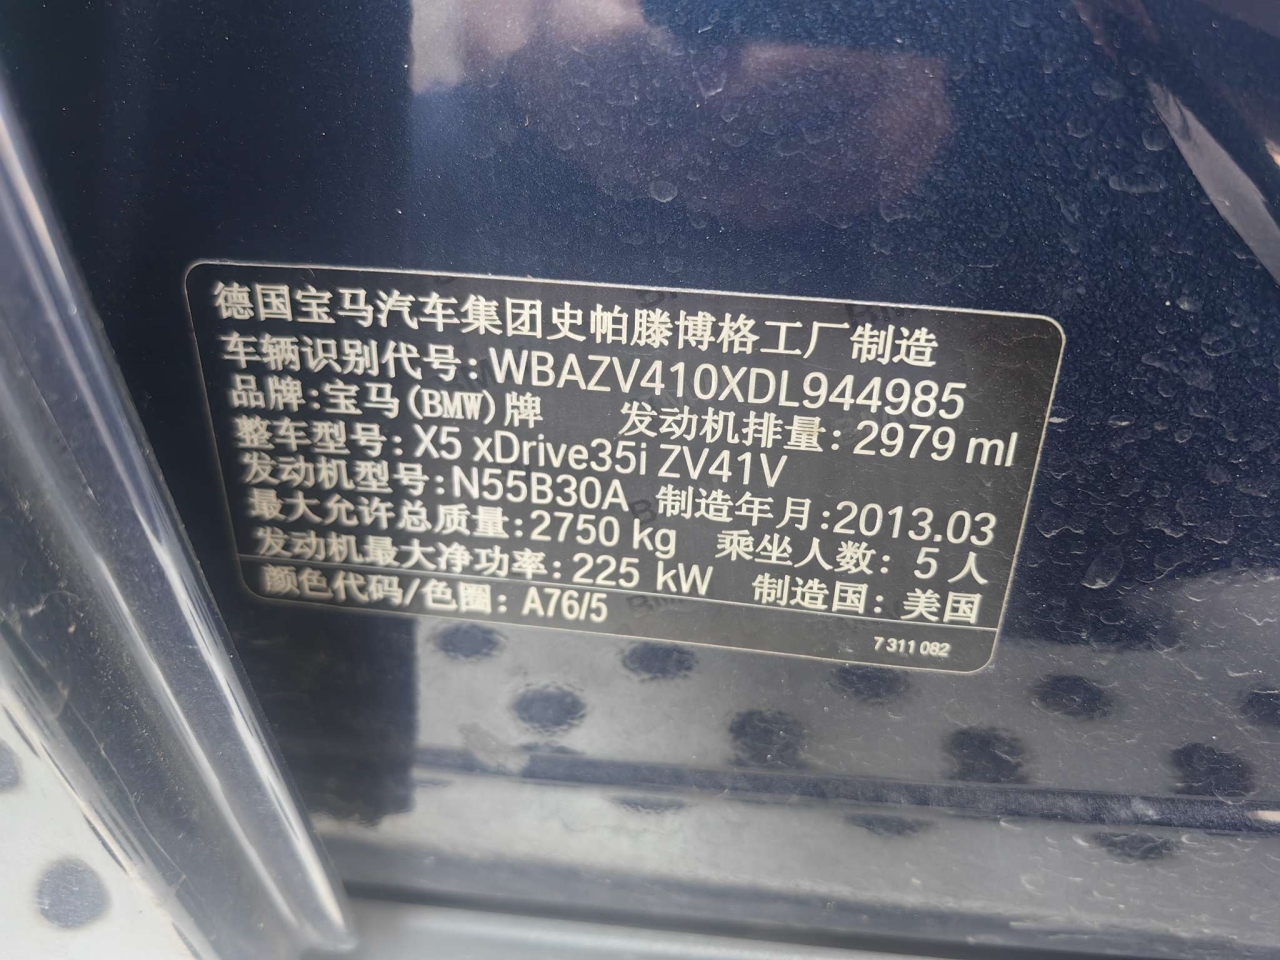 德国宝马汽车集团史帕滕博格工厂制造
车辆识别代号: WBAZV410XDL944985
品牌: 宝马(BMW)牌 发动机排量: 2979 ml
整车型号: X5 xDrive35i ZV41V
发动机型号: N55B30A 制造年月: 2013.03
最大允许总质量: 2750 kg 乘坐人数: 5 人
发动机最大净功率: 225 kW 制造国: 美国
颜色代码/色圈: A76/5
7 311 082